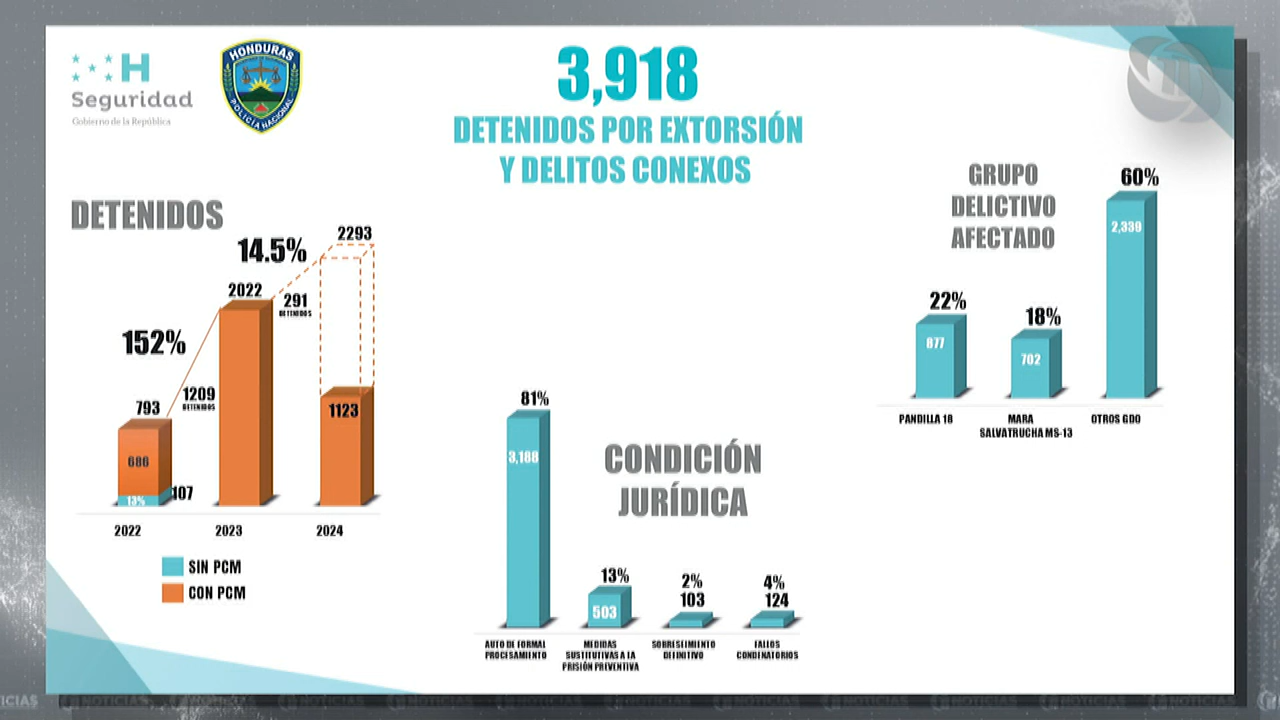 H
Seguridad
Gobierno de la República
HONDURAS
POLICÍA NACIONAL
3,918
DETENIDOS POR EXTORSIÓN
Y DELITOS CONEXOS
DETENIDOS
14.5%
2293
2022
291
DETENIDOS
152%
1209
DETENIDOS
793
1123
686
13%
107
2022
2023
2024
SIN PCM
CON PCM
CONDICIÓN
JURÍDICA
81%
3,188
13%
503
2%
103
4%
124
AUTO DE FORMAL
PROCESAMIENTO
MEDIDAS
SUSTITUTIVAS A LA
PRISIÓN PREVENTIVA
SOBRESEIMIENTO
DEFINITIVO
FALLOS
CONDENATORIOS
GRUPO
DELICTIVO
AFECTADO
60%
2,339
22%
877
18%
702
PANDILLA 18
MARA
SALVATRUCHA MS-13
OTROS GDO
NOTICIAS